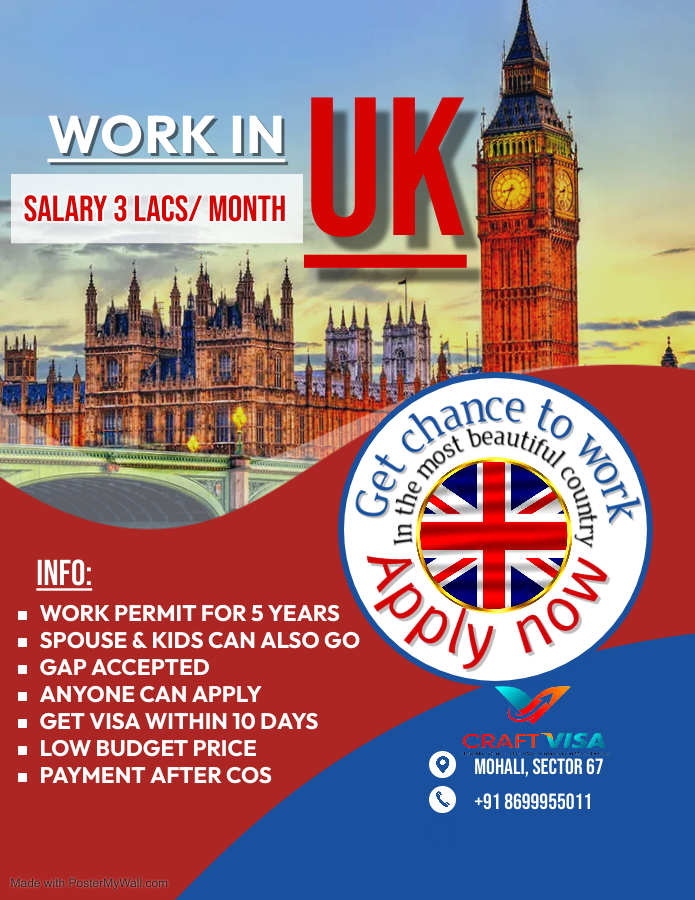 WORK IN
UK
SALARY 3 LACS/ MONTH
Get chance to work
In the most beautiful country
Apply now
INFO:
WORK PERMIT FOR 5 YEARS
SPOUSE & KIDS CAN ALSO GO
GAP ACCEPTED
ANYONE CAN APPLY
GET VISA WITHIN 10 DAYS
LOW BUDGET PRICE
PAYMENT AFTER COS
CRAFT VISA
MOHALI, SECTOR 67
+91 8699955011
Made with PosterMyWall.com